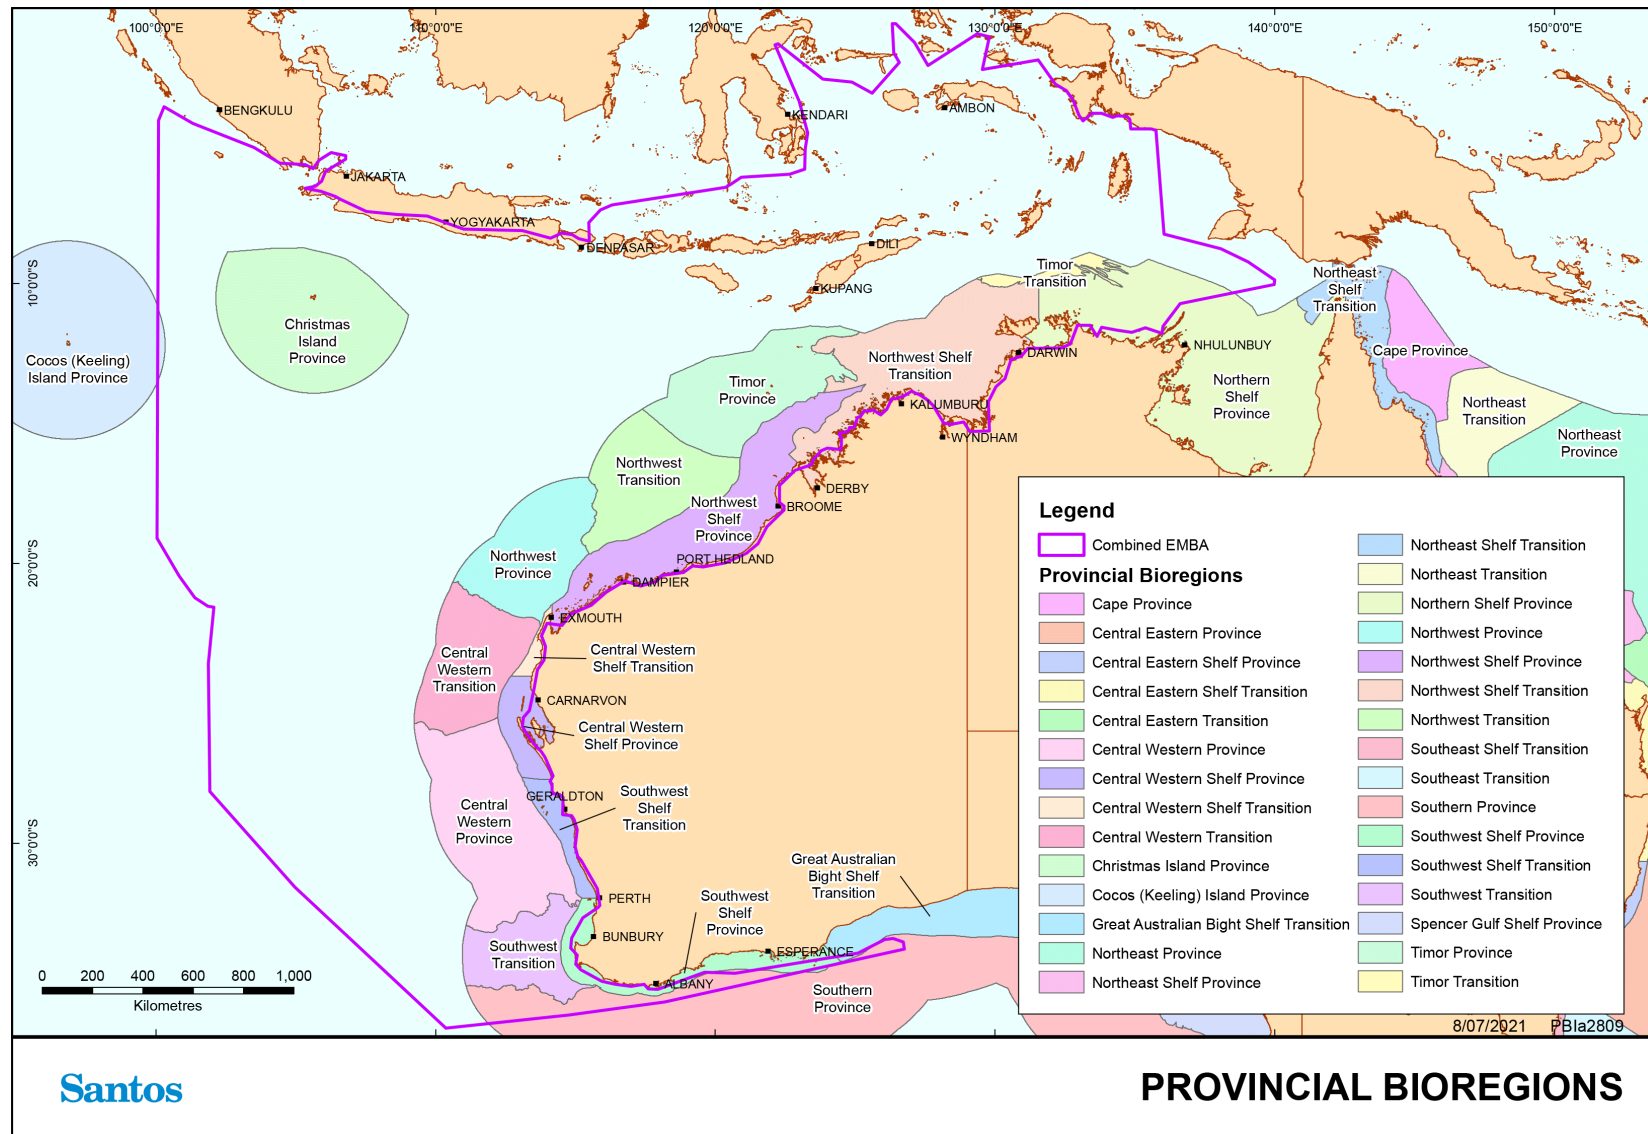 100°0'0"E
110°0'0"E
120°0'0"E
130°0'0"E
140°0'0"E
150°0'0"E
BENGKULU
JAKARTA
YOGYAKARTA
DENPASAR
KENDARI
AMBON
DILI
KUPANG
10°0'0"S
20°0'0"S
30°0'0"S
Cocos (Keeling)
Island Province
Christmas
Island
Province
Timor
Transition
Northeast
Shelf
Transition
Cape Province
Northeast
Transition
Northeast
Province
Northern
Shelf
Province
NHULUNBUY
DARWIN
Northwest Shelf
Transition
KALUMBURU
WYNDHAM
Timor
Province
Northwest
Transition
DERBY
BROOME
Northwest
Shelf
Province
PORT HEDLAND
DAMPIER
Northwest
Province
EXMOUTH
Central Western
Shelf Transition
Central
Western
Transition
CARNARVON
Central Western
Shelf Province
GERALDTON
Southwest
Shelf
Transition
Central
Western
Province
Great Australian
Bight Shelf
Transition
PERTH
Southwest
Shelf
Province
BUNBURY
Southwest
Transition
ESPERANCE
ALBANY
Southern
Province
0 200 400 600 800 1,000
Kilometres
Legend
Combined EMBA
Provincial Bioregions
Cape Province
Central Eastern Province
Central Eastern Shelf Province
Central Eastern Shelf Transition
Central Eastern Transition
Central Western Province
Central Western Shelf Province
Central Western Shelf Transition
Central Western Transition
Christmas Island Province
Cocos (Keeling) Island Province
Great Australian Bight Shelf Transition
Northeast Province
Northeast Shelf Province
Northeast Shelf Transition
Northeast Transition
Northern Shelf Province
Northwest Province
Northwest Shelf Province
Northwest Shelf Transition
Northwest Transition
Southeast Shelf Transition
Southeast Transition
Southern Province
Southwest Shelf Province
Southwest Shelf Transition
Southwest Transition
Spencer Gulf Shelf Province
Timor Province
Timor Transition
8/07/2021 PBIa2809
Santos
PROVINCIAL BIOREGIONS